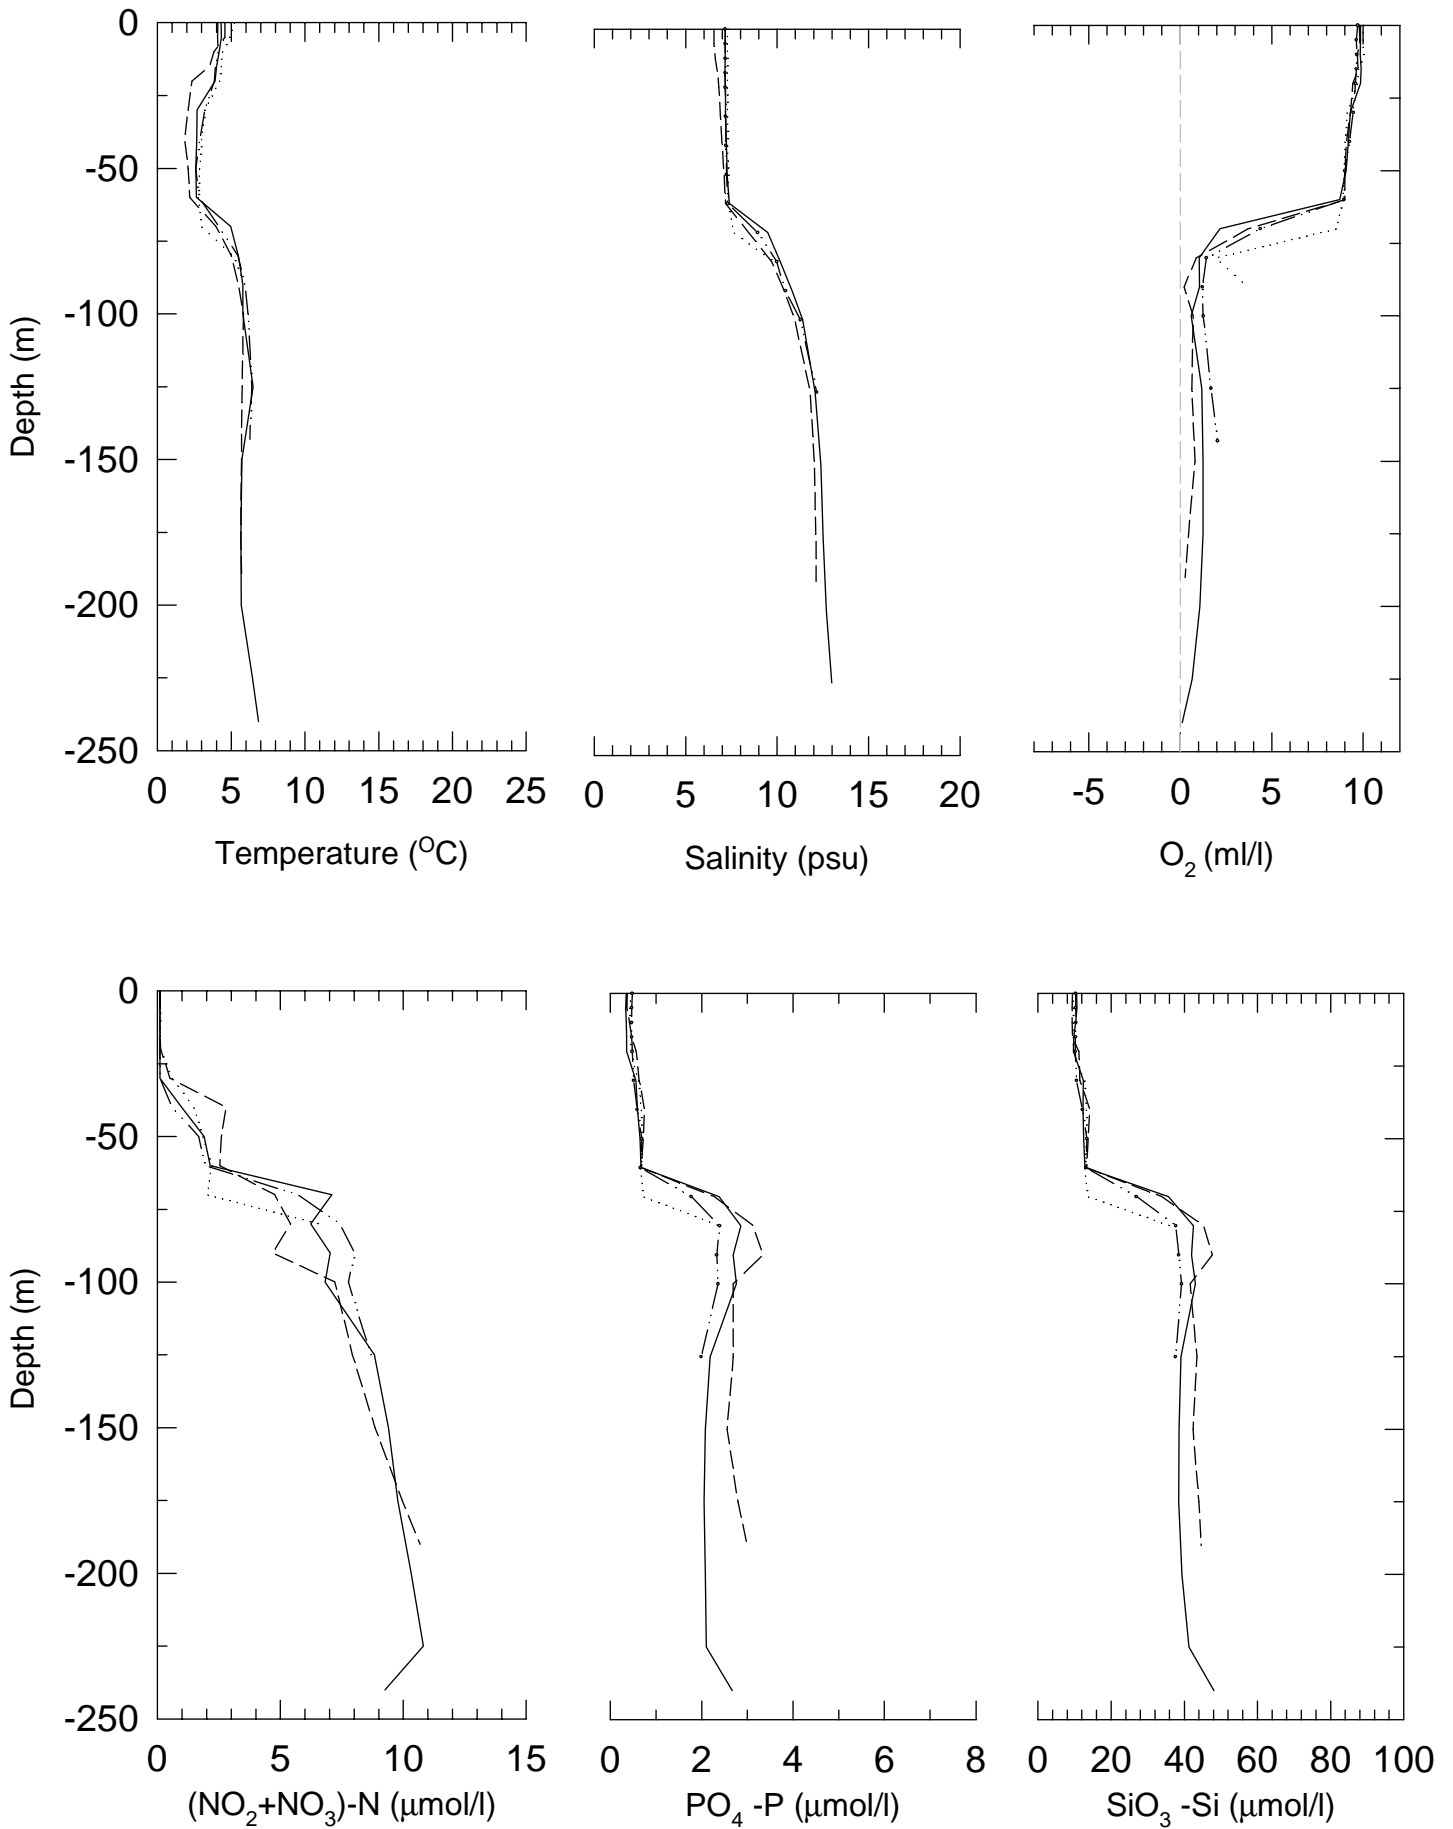 0
-50
-100
-150
-200
-250
Depth (m)
0 5 10 15 20 25
Temperature (ᴼC)
0 5 10 15 20
Salinity (psu)
-5 0 5 10
O₂ (ml/l)
0
-50
-100
-150
-200
-250
Depth (m)
0 5 10 15
(NO₂+NO₃)-N (μmol/l)
0 2 4 6 8
PO₄ -P (μmol/l)
0 20 40 60 80 100
SiO₃ -Si (μmol/l)